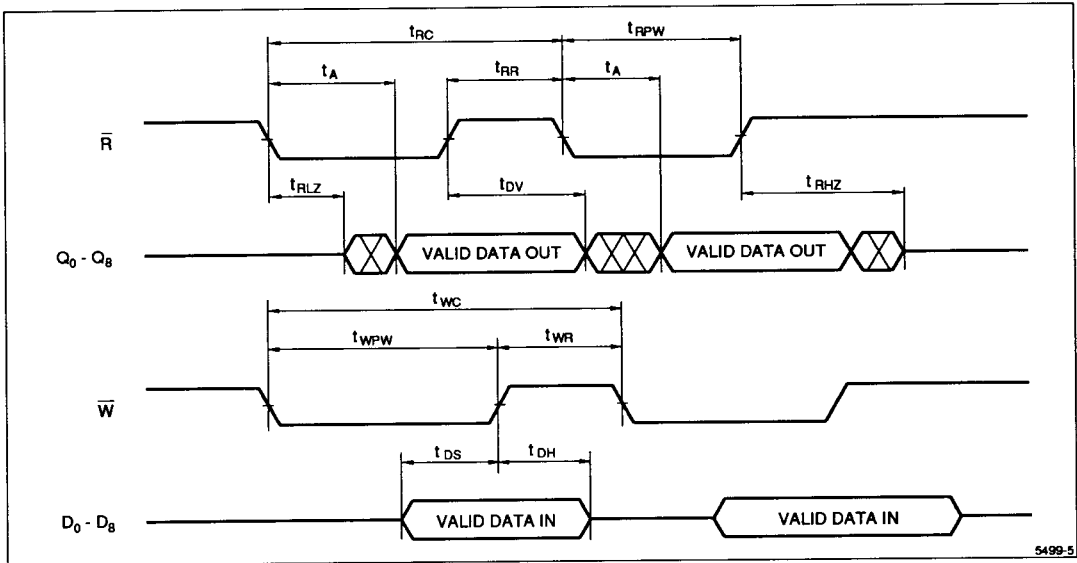 tRC
tRPW
tA
tRR
tA
R̅
tRLZ
tDV
tRHZ
Q0 - Q8
VALID DATA OUT
VALID DATA OUT
tWC
tWPW
tWR
W̅
tDS
tDH
D0 - D8
VALID DATA IN
VALID DATA IN
5499-5